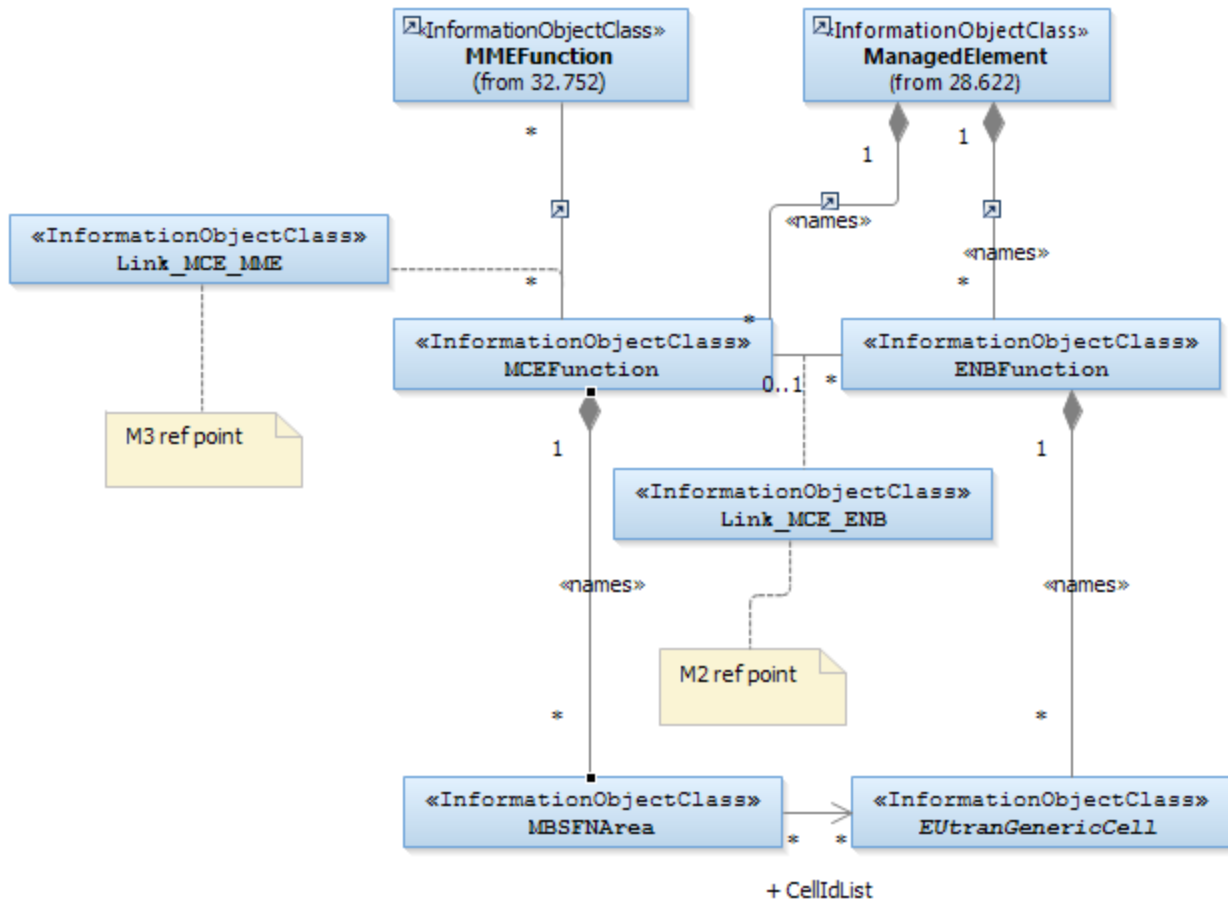 «InformationObjectClass»
MMEFunction
(from 32.752)
«InformationObjectClass»
ManagedElement
(from 28.622)
*
1
1
«names»
«InformationObjectClass»
Link_MCE_MME
«names»
*
*
*
«InformationObjectClass»
MCEFunction
«InformationObjectClass»
ENBFunction
0..1
*
M3 ref point
1
1
«InformationObjectClass»
Link_MCE_ENB
«names»
«names»
M2 ref point
*
*
«InformationObjectClass»
MBSFNArea
«InformationObjectClass»
EUtranGenericCell
*
*
+ CellIdList